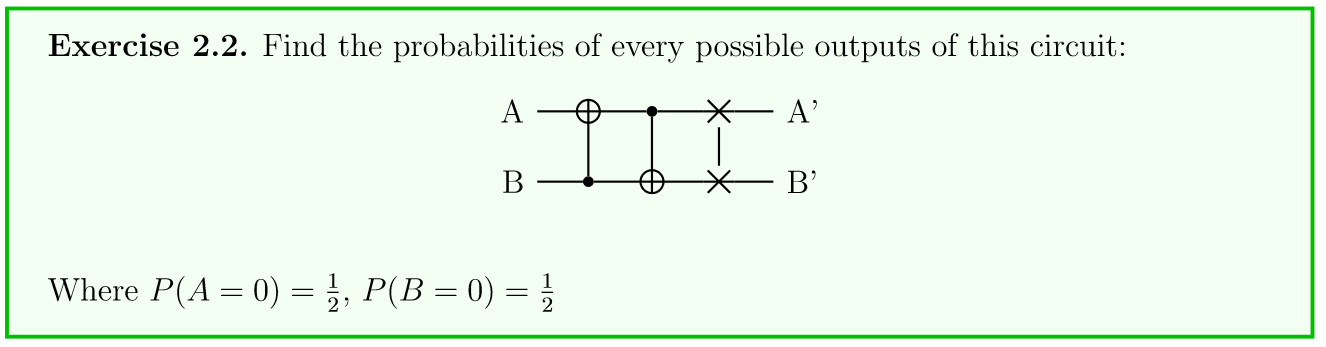 Exercise 2.2. Find the probabilities of every possible outputs of this circuit:
A A'
B B'
Where P(A = 0) = 1/2, P(B = 0) = 1/2